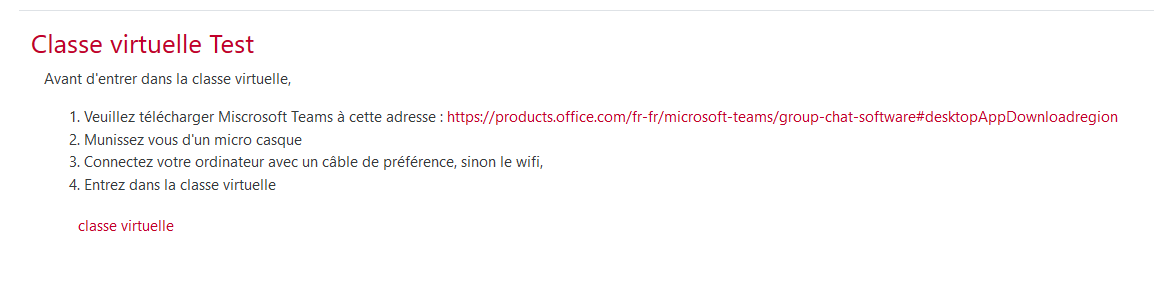 Classe virtuelle Test
Avant d'entrer dans la classe virtuelle,
1. Veuillez télécharger Miscrosoft Teams à cette adresse : https://products.office.com/fr-fr/microsoft-teams/group-chat-software#desktopAppDownloadregion
2. Munissez vous d'un micro casque
3. Connectez votre ordinateur avec un câble de préférence, sinon le wifi,
4. Entrez dans la classe virtuelle
classe virtuelle